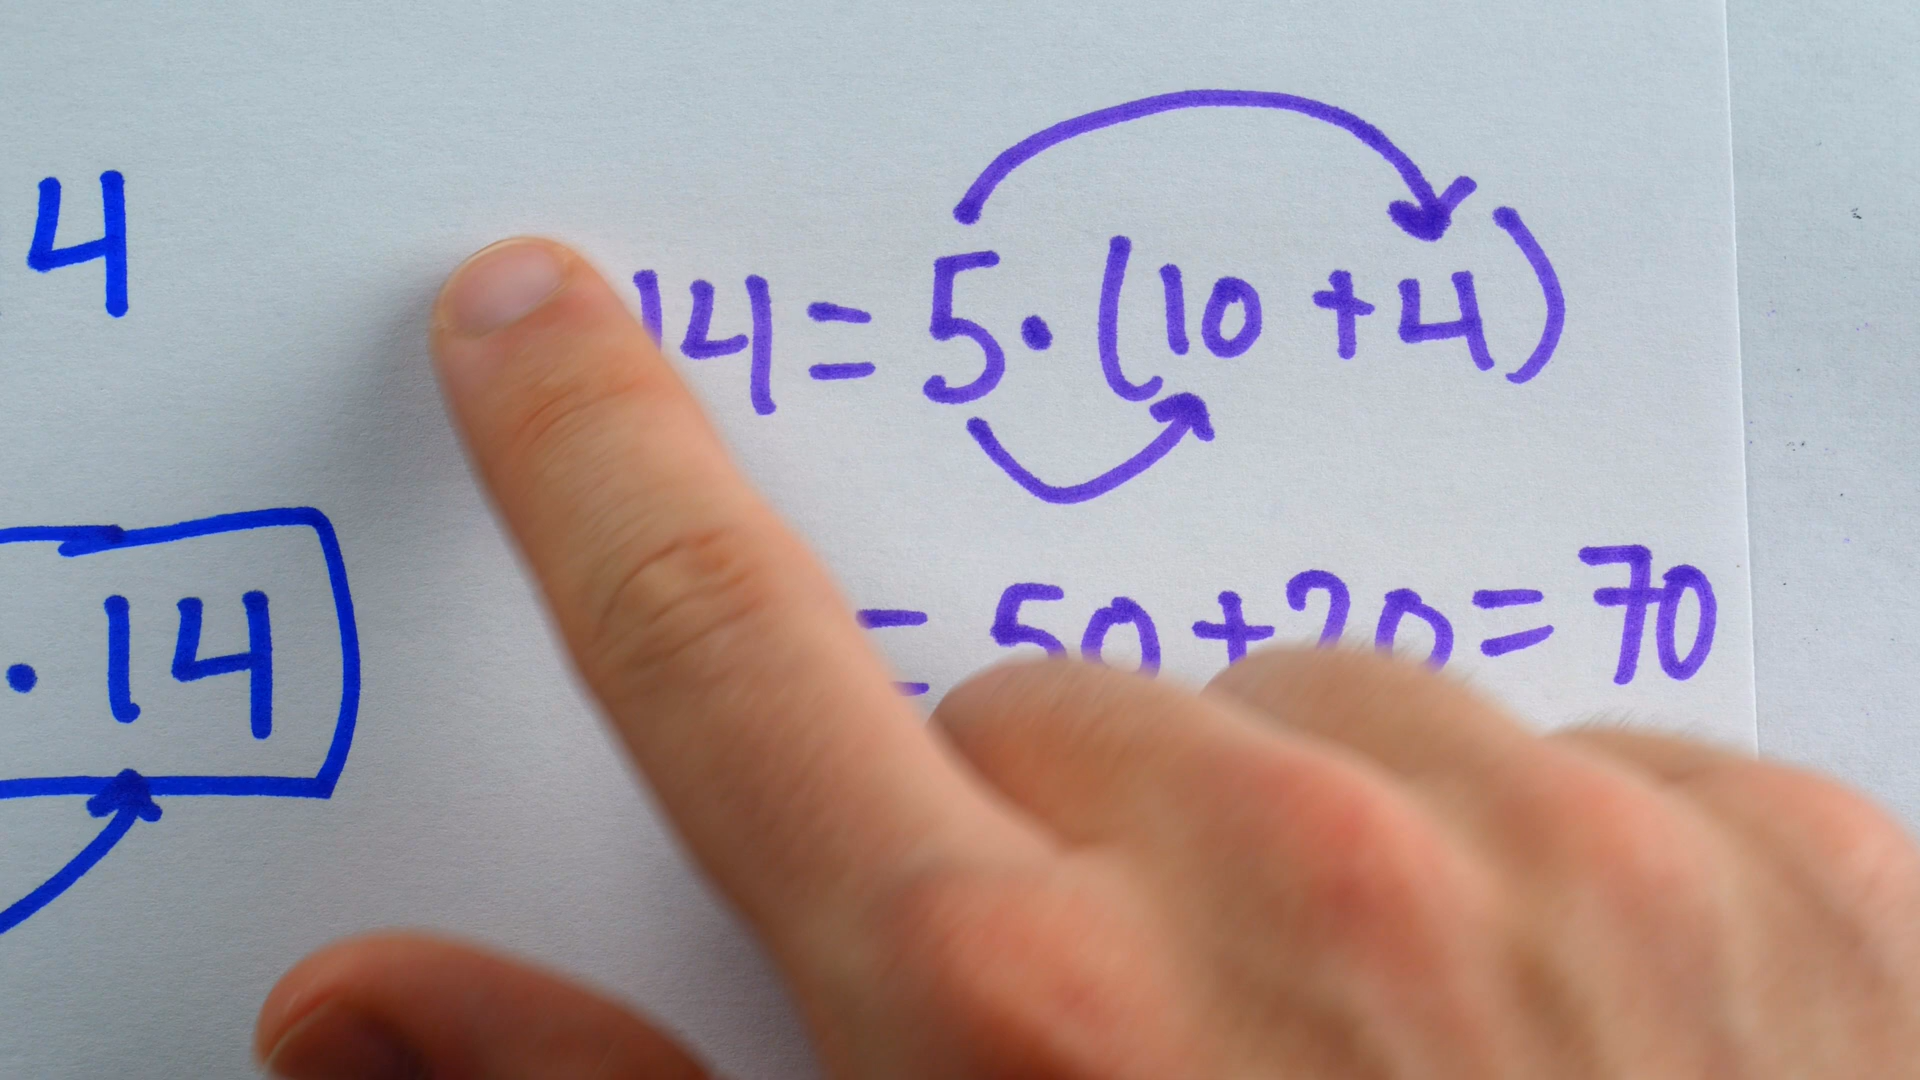 4
14 = 5 · (10 + 4)
= 50 + 20 = 70
· 14